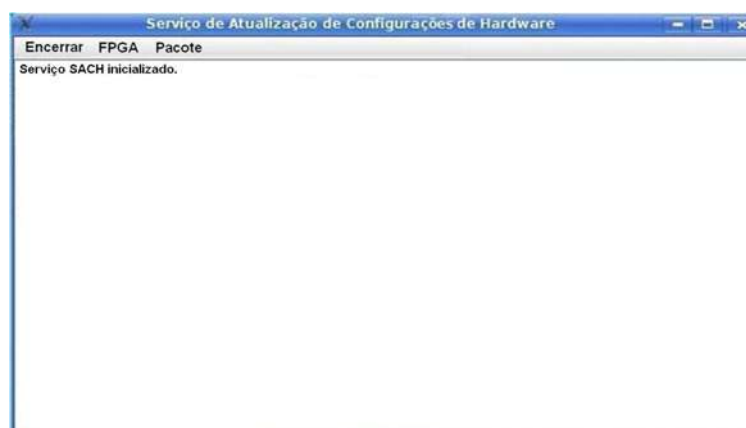 Serviço de Atualização de Configurações de Hardware
Encerrar FPGA Pacote
Serviço SACH inicializado.